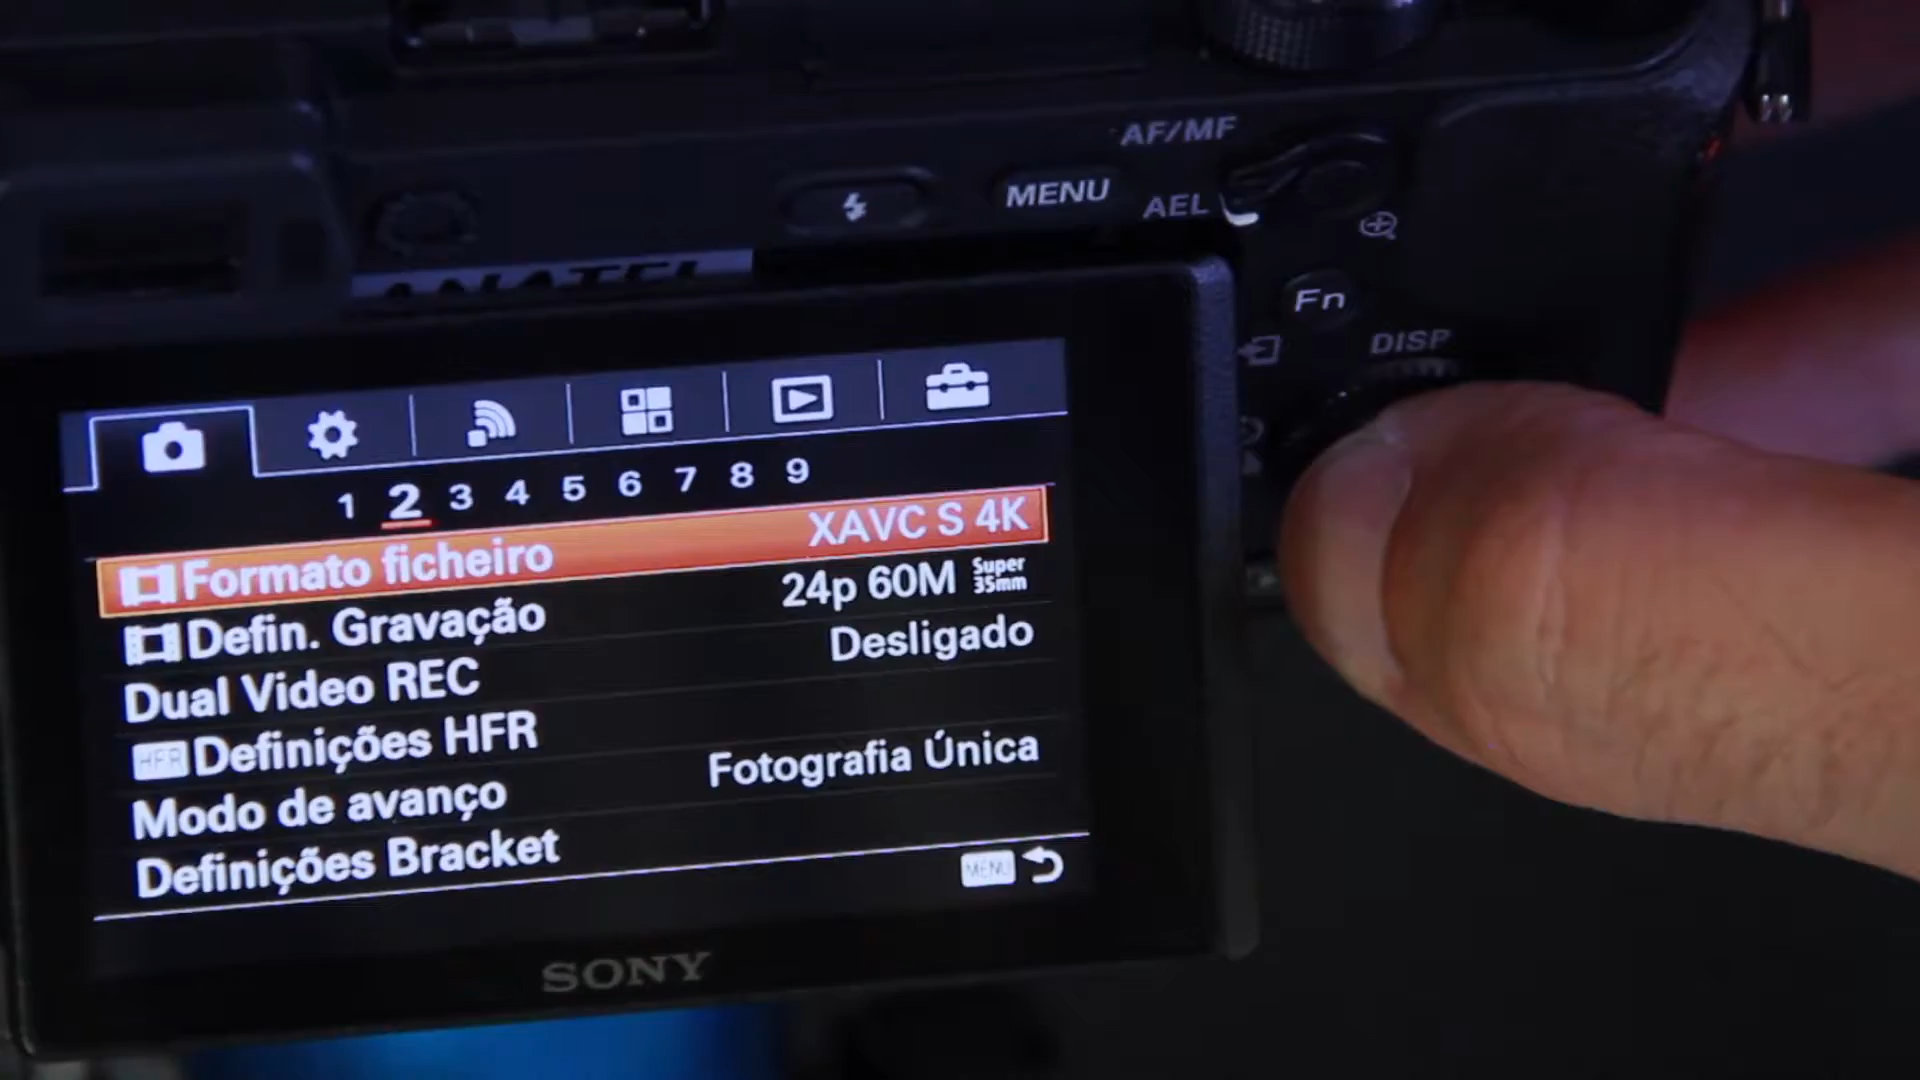 AF/MF
MENU
AEL
ANATEL
Fn
DISP
1 2 3 4 5 6 7 8 9
Formato ficheiro XAVC S 4K
Defin. Gravação 24p 60M Super 35mm
Dual Video REC Desligado
HFR Definições HFR
Modo de avanço Fotografia Única
Definições Bracket
MENU
SONY